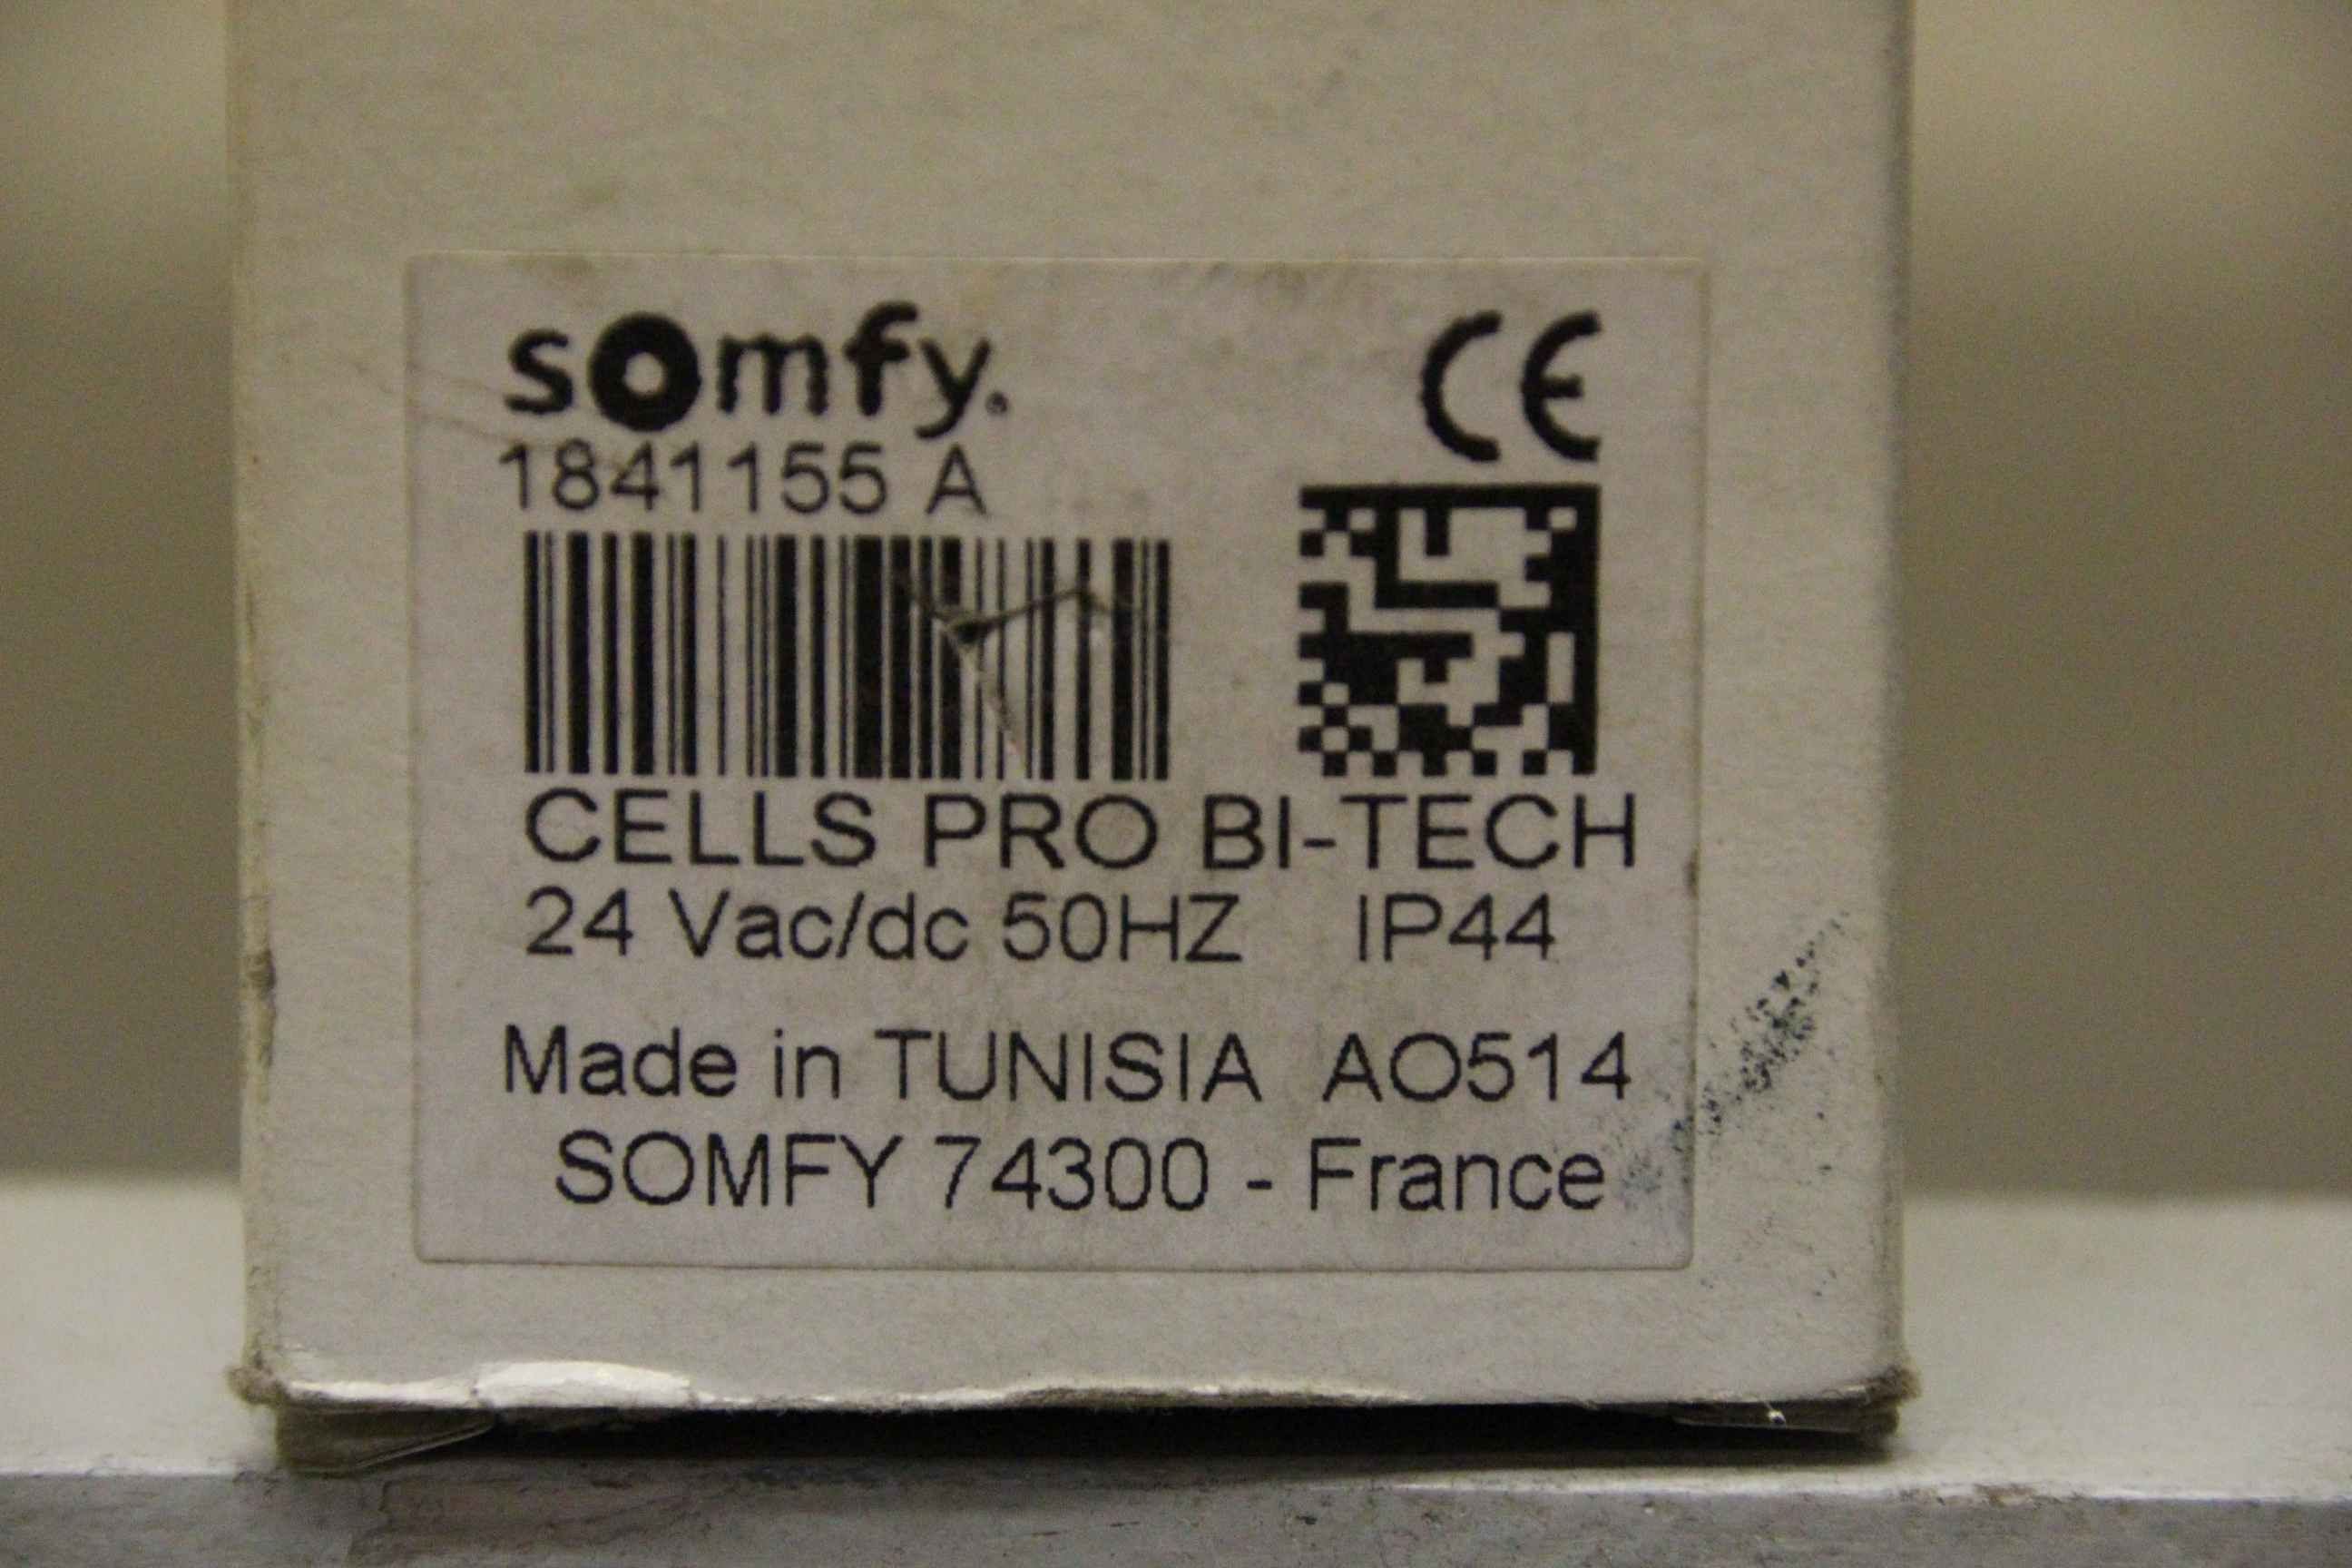 somfy.
CE
1841155 A
CELLS PRO BI-TECH
24 Vac/dc 50HZ IP44
Made in TUNISIA AO514
SOMFY 74300 - France